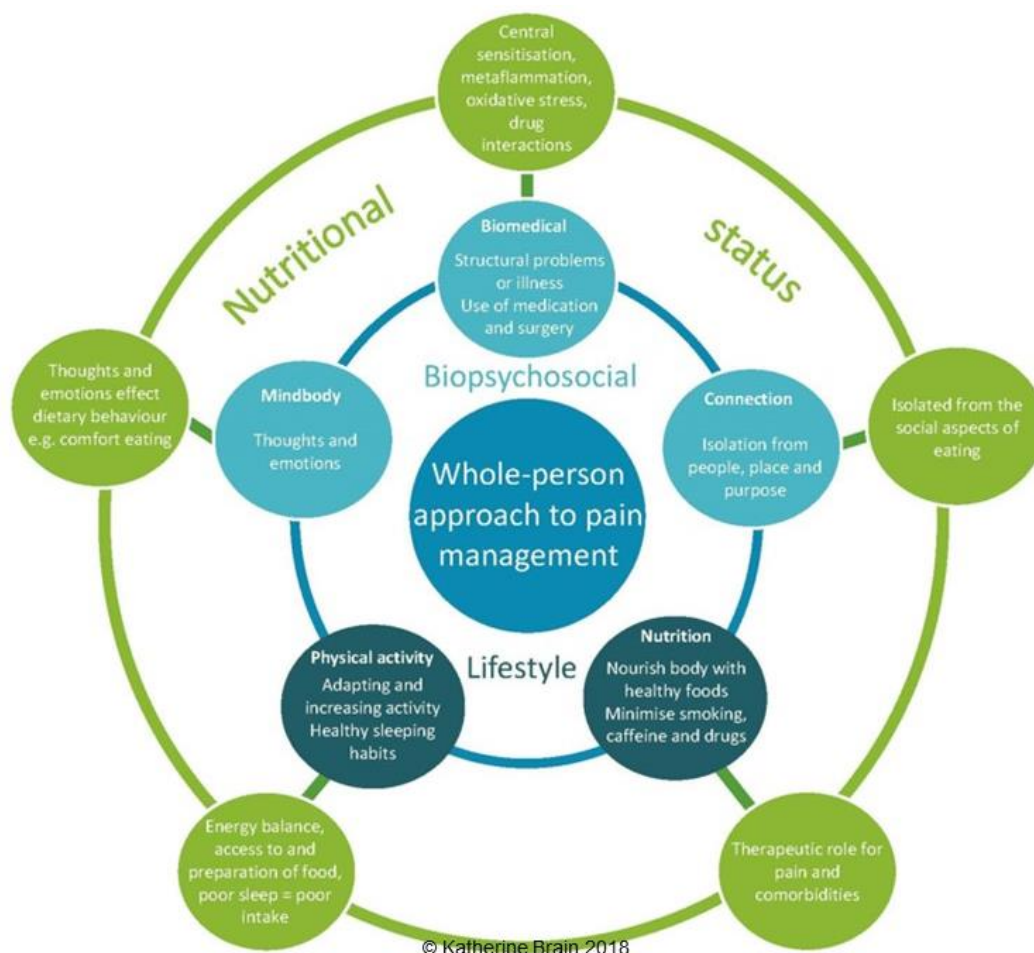 Central
sensitisation,
metaflammation,
oxidative stress,
drug
interactions
Nutritional
status
Biomedical
Structural problems
or illness
Use of medication
and surgery
Thoughts and
emotions effect
dietary behaviour
e.g. comfort eating
Mindbody
Thoughts and
emotions
Biopsychosocial
Connection
Isolation from
people, place and
purpose
Isolated from the
social aspects of
eating
Whole-person
approach to pain
management
Physical activity
Adapting and
increasing activity
Healthy sleeping
habits
Lifestyle
Nutrition
Nourish body with
healthy foods
Minimise smoking,
caffeine and drugs
Energy balance,
access to and
preparation of food,
poor sleep = poor
intake
Therapeutic role for
pain and
comorbidities
© Katherine Brain 2018